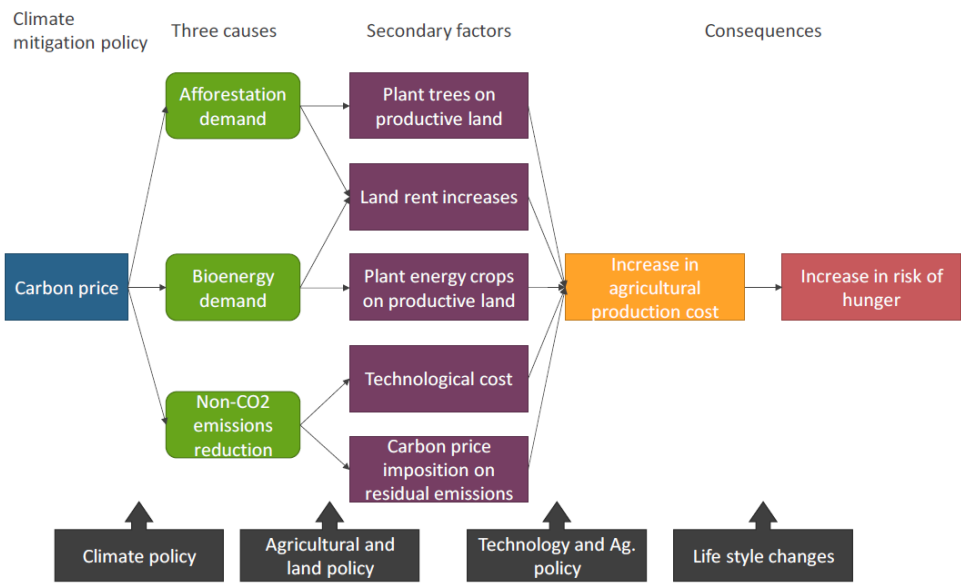 Climate
mitigation policy
Three causes
Secondary factors
Consequences
Afforestation
demand
Plant trees on
productive land
Land rent increases
Carbon price
Bioenergy
demand
Plant energy crops
on productive land
Increase in
agricultural
production cost
Increase in risk of
hunger
Technological cost
Non-CO2
emissions
reduction
Carbon price
imposition on
residual emissions
Climate policy
Agricultural and
land policy
Technology and Ag.
policy
Life style changes